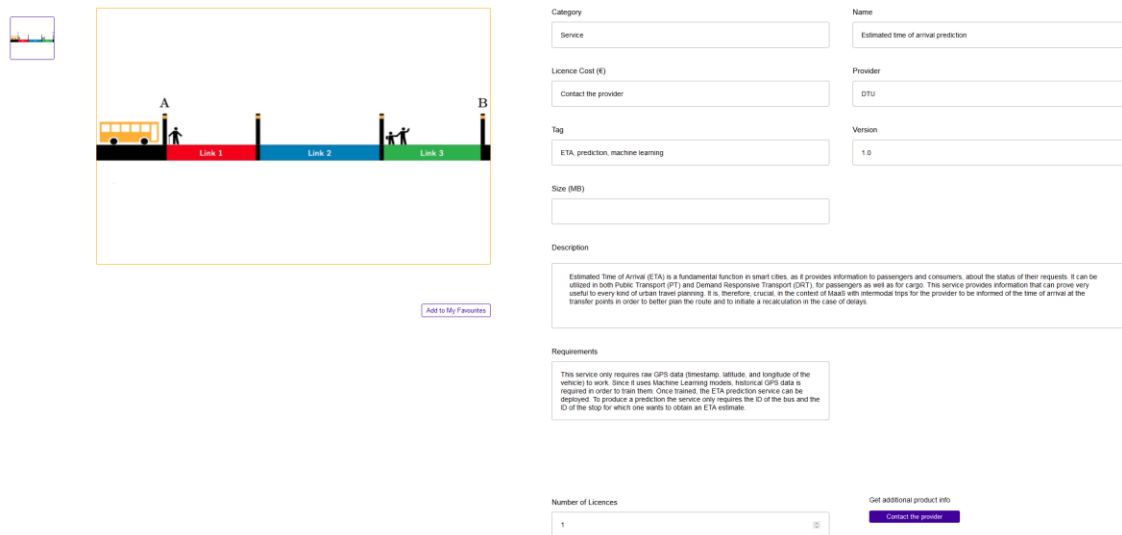 A
B
Link 1
Link 2
Link 3
Add to My Favourites
Category
Service
Name
Estimated time of arrival prediction
Licence Cost (€)
Contact the provider
Provider
DTU
Tag
ETA, prediction, machine learning
Version
1.0
Size (MB)
Description
Estimated Time of Arrival (ETA) is a fundamental function in smart cities, as it provides information to passengers and consumers, about the status of their requests. It can be
utilized in both Public Transport (PT) and Demand Responsive Transport (DRT), for passengers as well as for cargo. This service provides information that can prove very
useful to every kind of urban travel planning. It is, therefore, crucial, in the context of MaaS with intermodal trips for the provider to be informed of the time of arrival at the
transfer points in order to better plan the route and to initiate a recalculation in the case of delays.
Requirements
This service only requires raw GPS data (timestamp, latitude, and longitude of the
vehicle) to work. Since it uses Machine Learning models, historical GPS data is
required in order to train them. Once trained, the ETA prediction service can be
deployed. To produce a prediction the service only requires the ID of the bus and the
ID of the stop for which one wants to obtain an ETA estimate.
Number of Licences
1
Get additional product info
Contact the provider